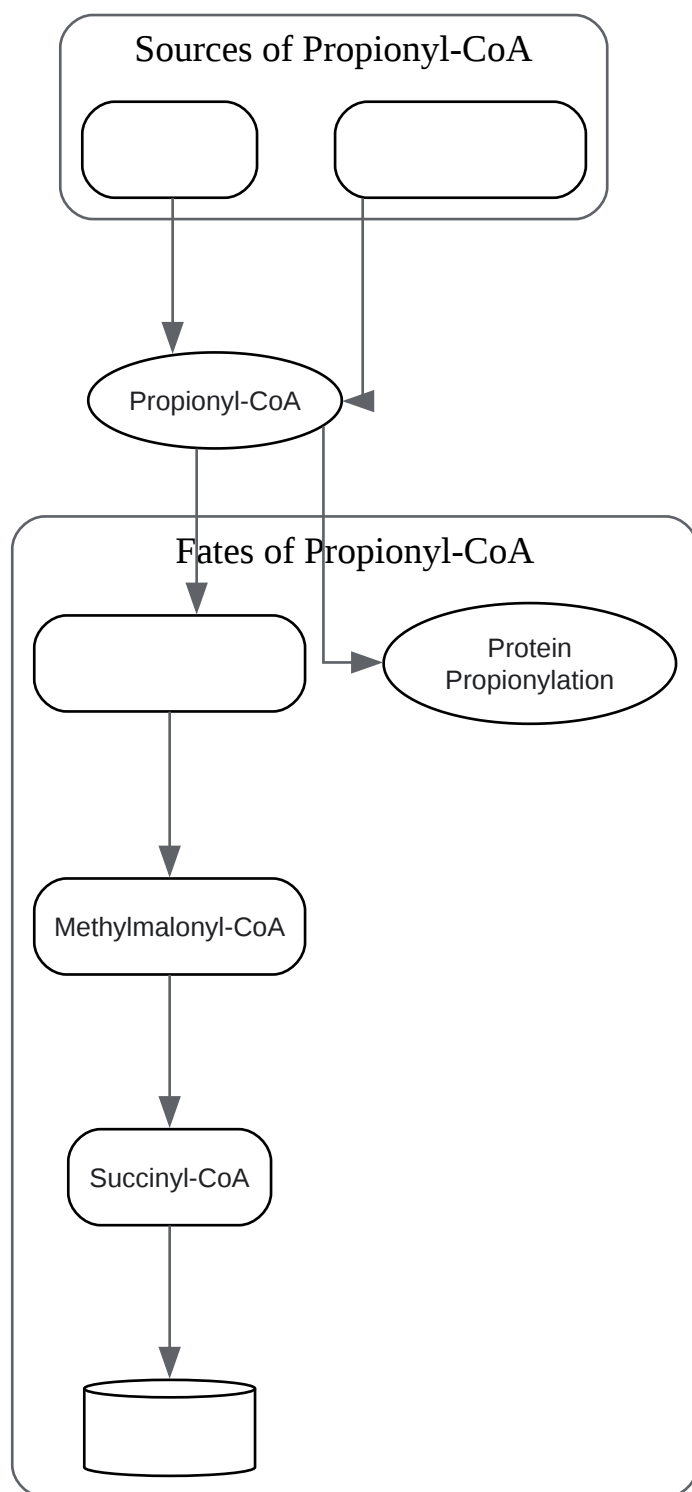 Sources of Propionyl-CoA
Propionyl-CoA
Fates of Propionyl-CoA
Protein
Propionylation
Methylmalonyl-CoA
Succinyl-CoA